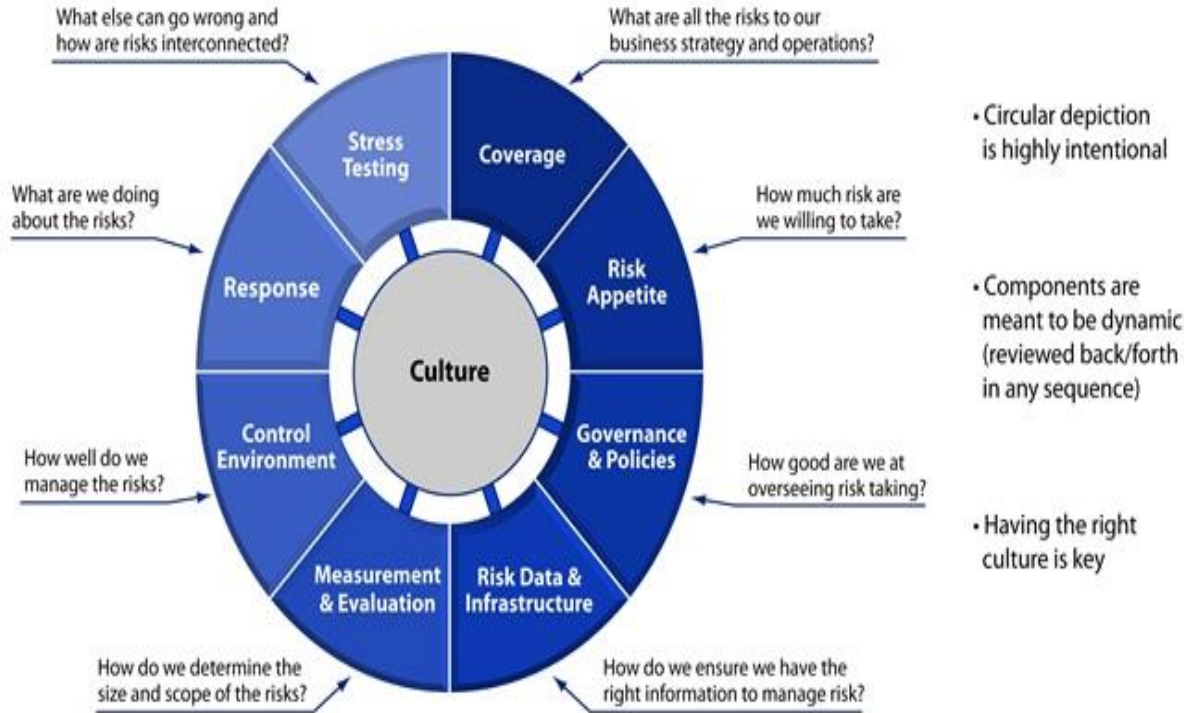 What else can go wrong and
how are risks interconnected?
What are all the risks to our
business strategy and operations?
Stress
Testing
Coverage
What are we doing
about the risks?
How much risk are
we willing to take?
Response
Risk
Appetite
Culture
Control
Environment
Governance
& Policies
How well do we
manage the risks?
How good are we at
overseeing risk taking?
Measurement
& Evaluation
Risk Data &
Infrastructure
How do we determine the
size and scope of the risks?
How do we ensure we have the
right information to manage risk?
• Circular depiction
is highly intentional
• Components are
meant to be dynamic
(reviewed back/forth
in any sequence)
• Having the right
culture is key